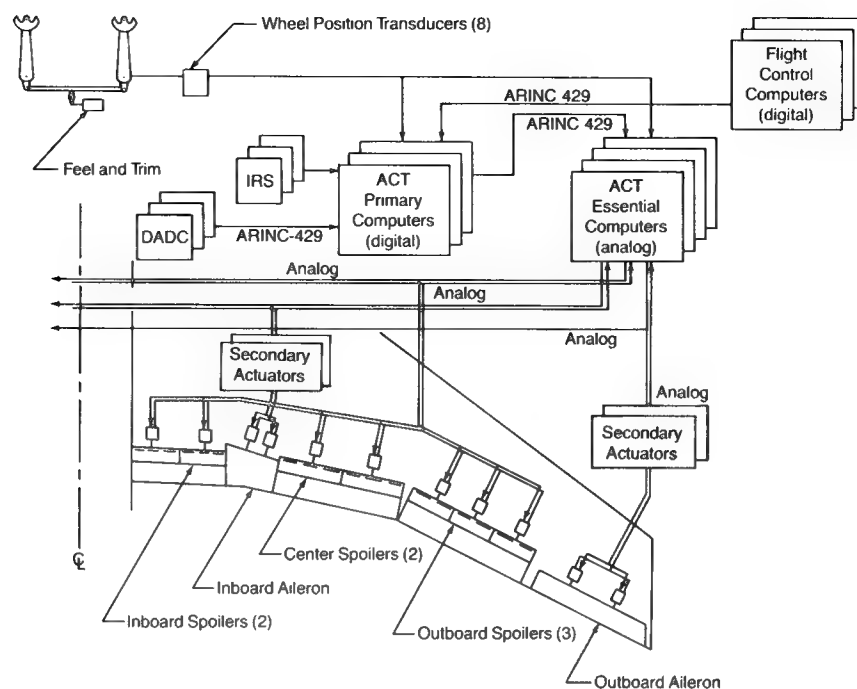 Wheel Position Transducers (8)
Flight
Control
Computers
(digital)
ARINC 429
ARINC 429
Feel and Trim
IRS
ACT
Primary
Computers
(digital)
ACT
Essential
Computers
(analog)
DADC
ARINC-429
Analog
Analog
Analog
Secondary
Actuators
Analog
Secondary
Actuators
Center Spoilers (2)
℄
Inboard Aileron
Inboard Spoilers (2)
Outboard Spoilers (3)
Outboard Aileron